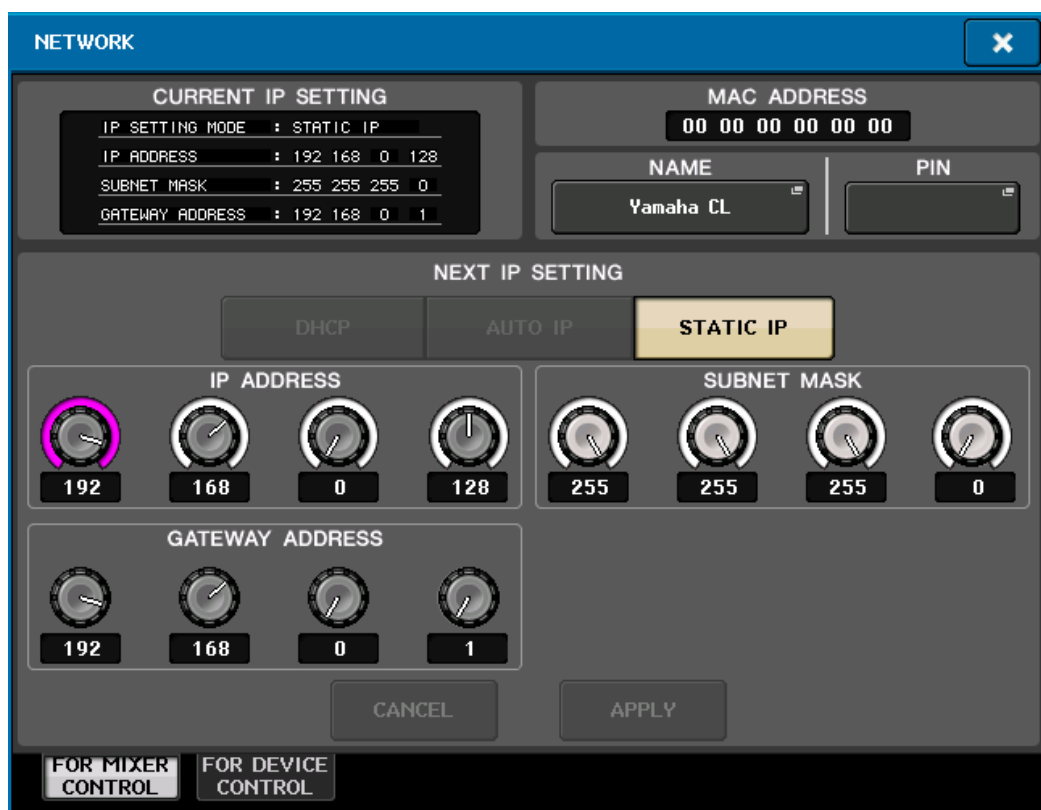 NETWORK
CURRENT IP SETTING
IP SETTING MODE : STATIC IP
IP ADDRESS : 192 168 0 128
SUBNET MASK : 255 255 255 0
GATEWAY ADDRESS : 192 168 0 1
MAC ADDRESS
00 00 00 00 00 00
NAME PIN
Yamaha CL
NEXT IP SETTING
DHCP AUTO IP STATIC IP
IP ADDRESS
192 168 0 128
SUBNET MASK
255 255 255 0
GATEWAY ADDRESS
192 168 0 1
CANCEL APPLY
FOR MIXER
CONTROL
FOR DEVICE
CONTROL